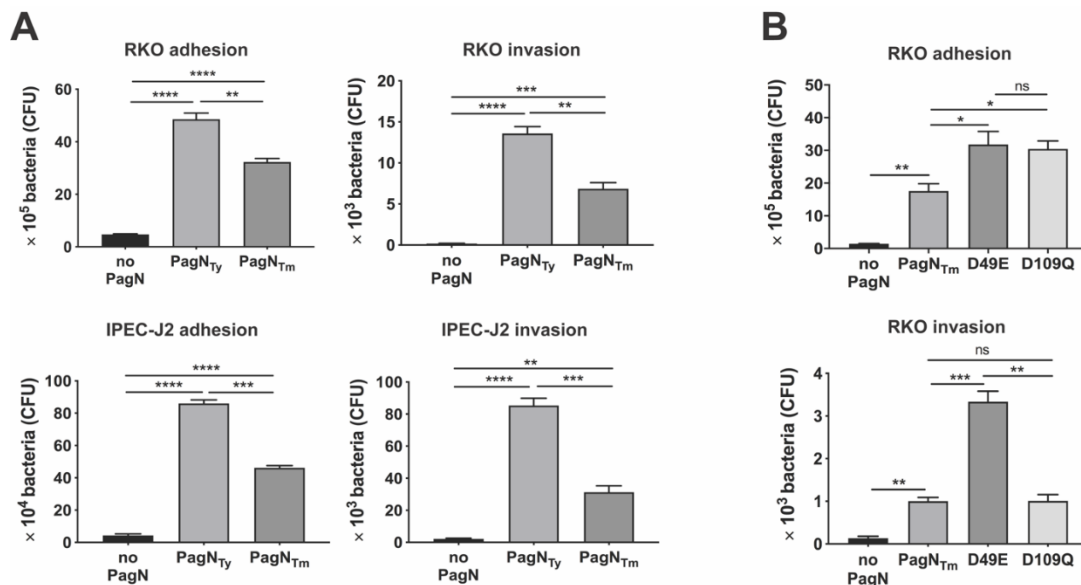 A
RKO adhesion
× 10⁵ bacteria (CFU)
60
40
20
0
****
**** **
no PagN PagN_Ty PagN_Tm
RKO invasion
× 10³ bacteria (CFU)
20
15
10
5
0
***
**** **
no PagN PagN_Ty PagN_Tm
IPEC-J2 adhesion
× 10⁴ bacteria (CFU)
100
80
60
40
20
0
****
**** ***
no PagN PagN_Ty PagN_Tm
IPEC-J2 invasion
× 10³ bacteria (CFU)
100
80
60
40
20
0
**
**** ***
no PagN PagN_Ty PagN_Tm
B
RKO adhesion
× 10⁵ bacteria (CFU)
50
40
30
20
10
0
ns
*
*
**
no PagN PagN_Tm D49E D109Q
RKO invasion
× 10³ bacteria (CFU)
4
3
2
1
0
ns
*** **
**
no PagN PagN_Tm D49E D109Q